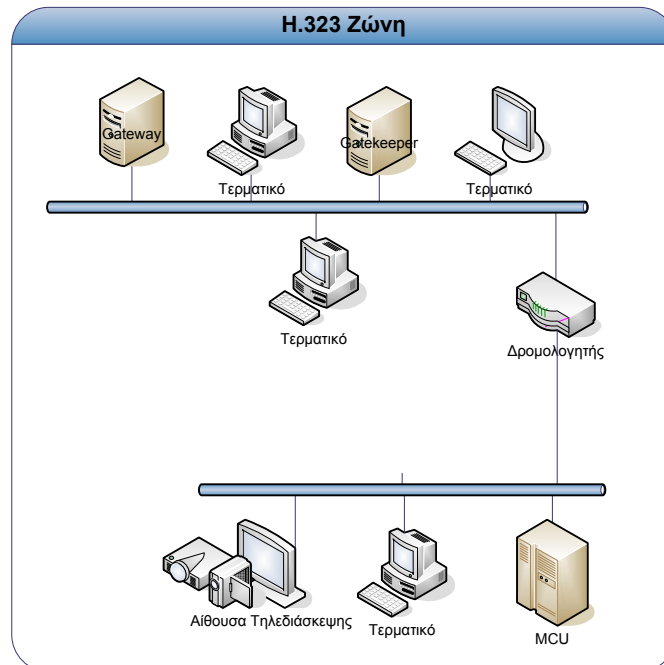 H.323 Ζώνη
Gateway
Gatekeeper
Τερματικό
Τερματικό
Τερματικό
Δρομολογητής
Αίθουσα Τηλεδιάσκεψης
Τερματικό
MCU